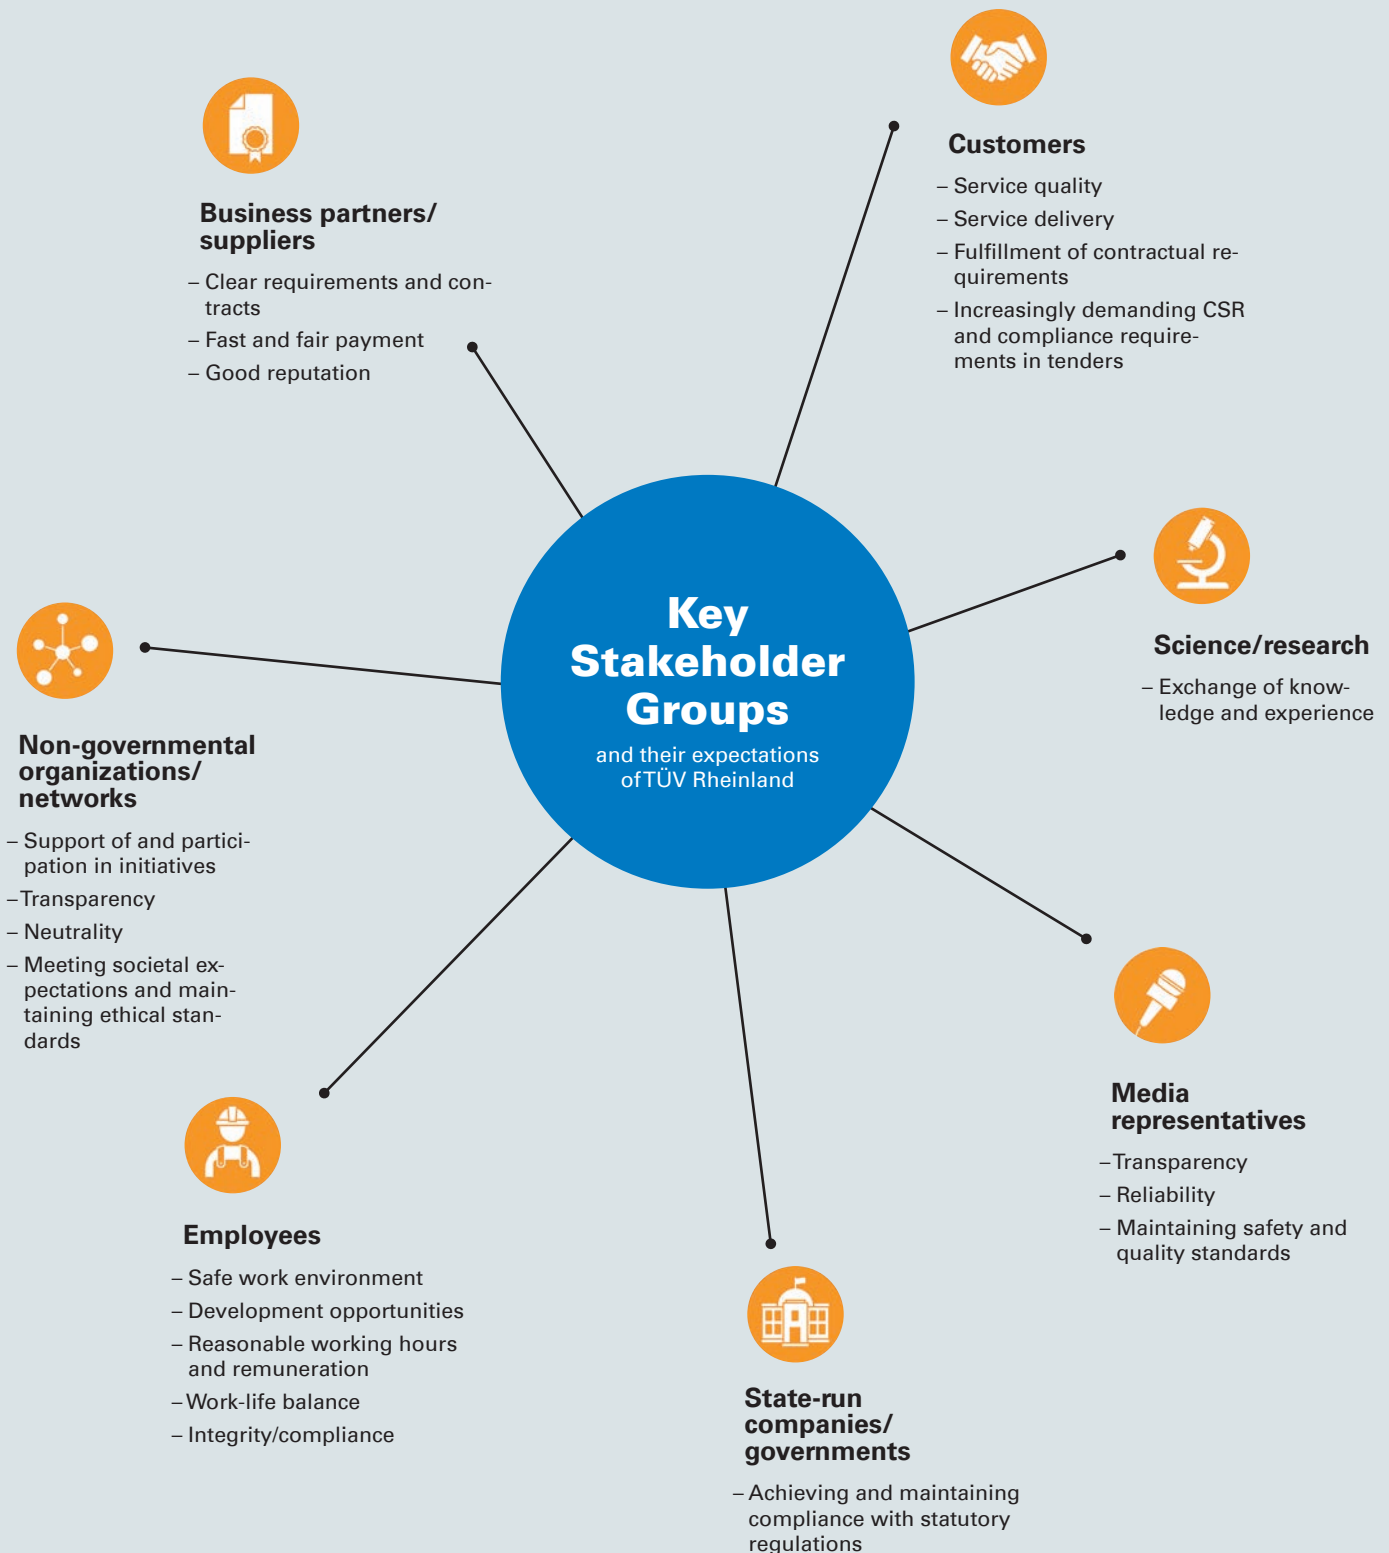 Customers
– Service quality
– Service delivery
– Fulfillment of contractual re-
quirements
– Increasingly demanding CSR
and compliance require-
ments in tenders
Business partners/
suppliers
– Clear requirements and con-
tracts
– Fast and fair payment
– Good reputation
Key
Stakeholder
Groups
and their expectations
of TÜV Rheinland
Science/research
– Exchange of know-
ledge and experience
Non-governmental
organizations/
networks
– Support of and partici-
pation in initiatives
– Transparency
– Neutrality
– Meeting societal ex-
pectations and main-
taining ethical stan-
dards
Media
representatives
– Transparency
– Reliability
– Maintaining safety and
quality standards
Employees
– Safe work environment
– Development opportunities
– Reasonable working hours
and remuneration
– Work-life balance
– Integrity/compliance
State-run
companies/
governments
– Achieving and maintaining
compliance with statutory
regulations